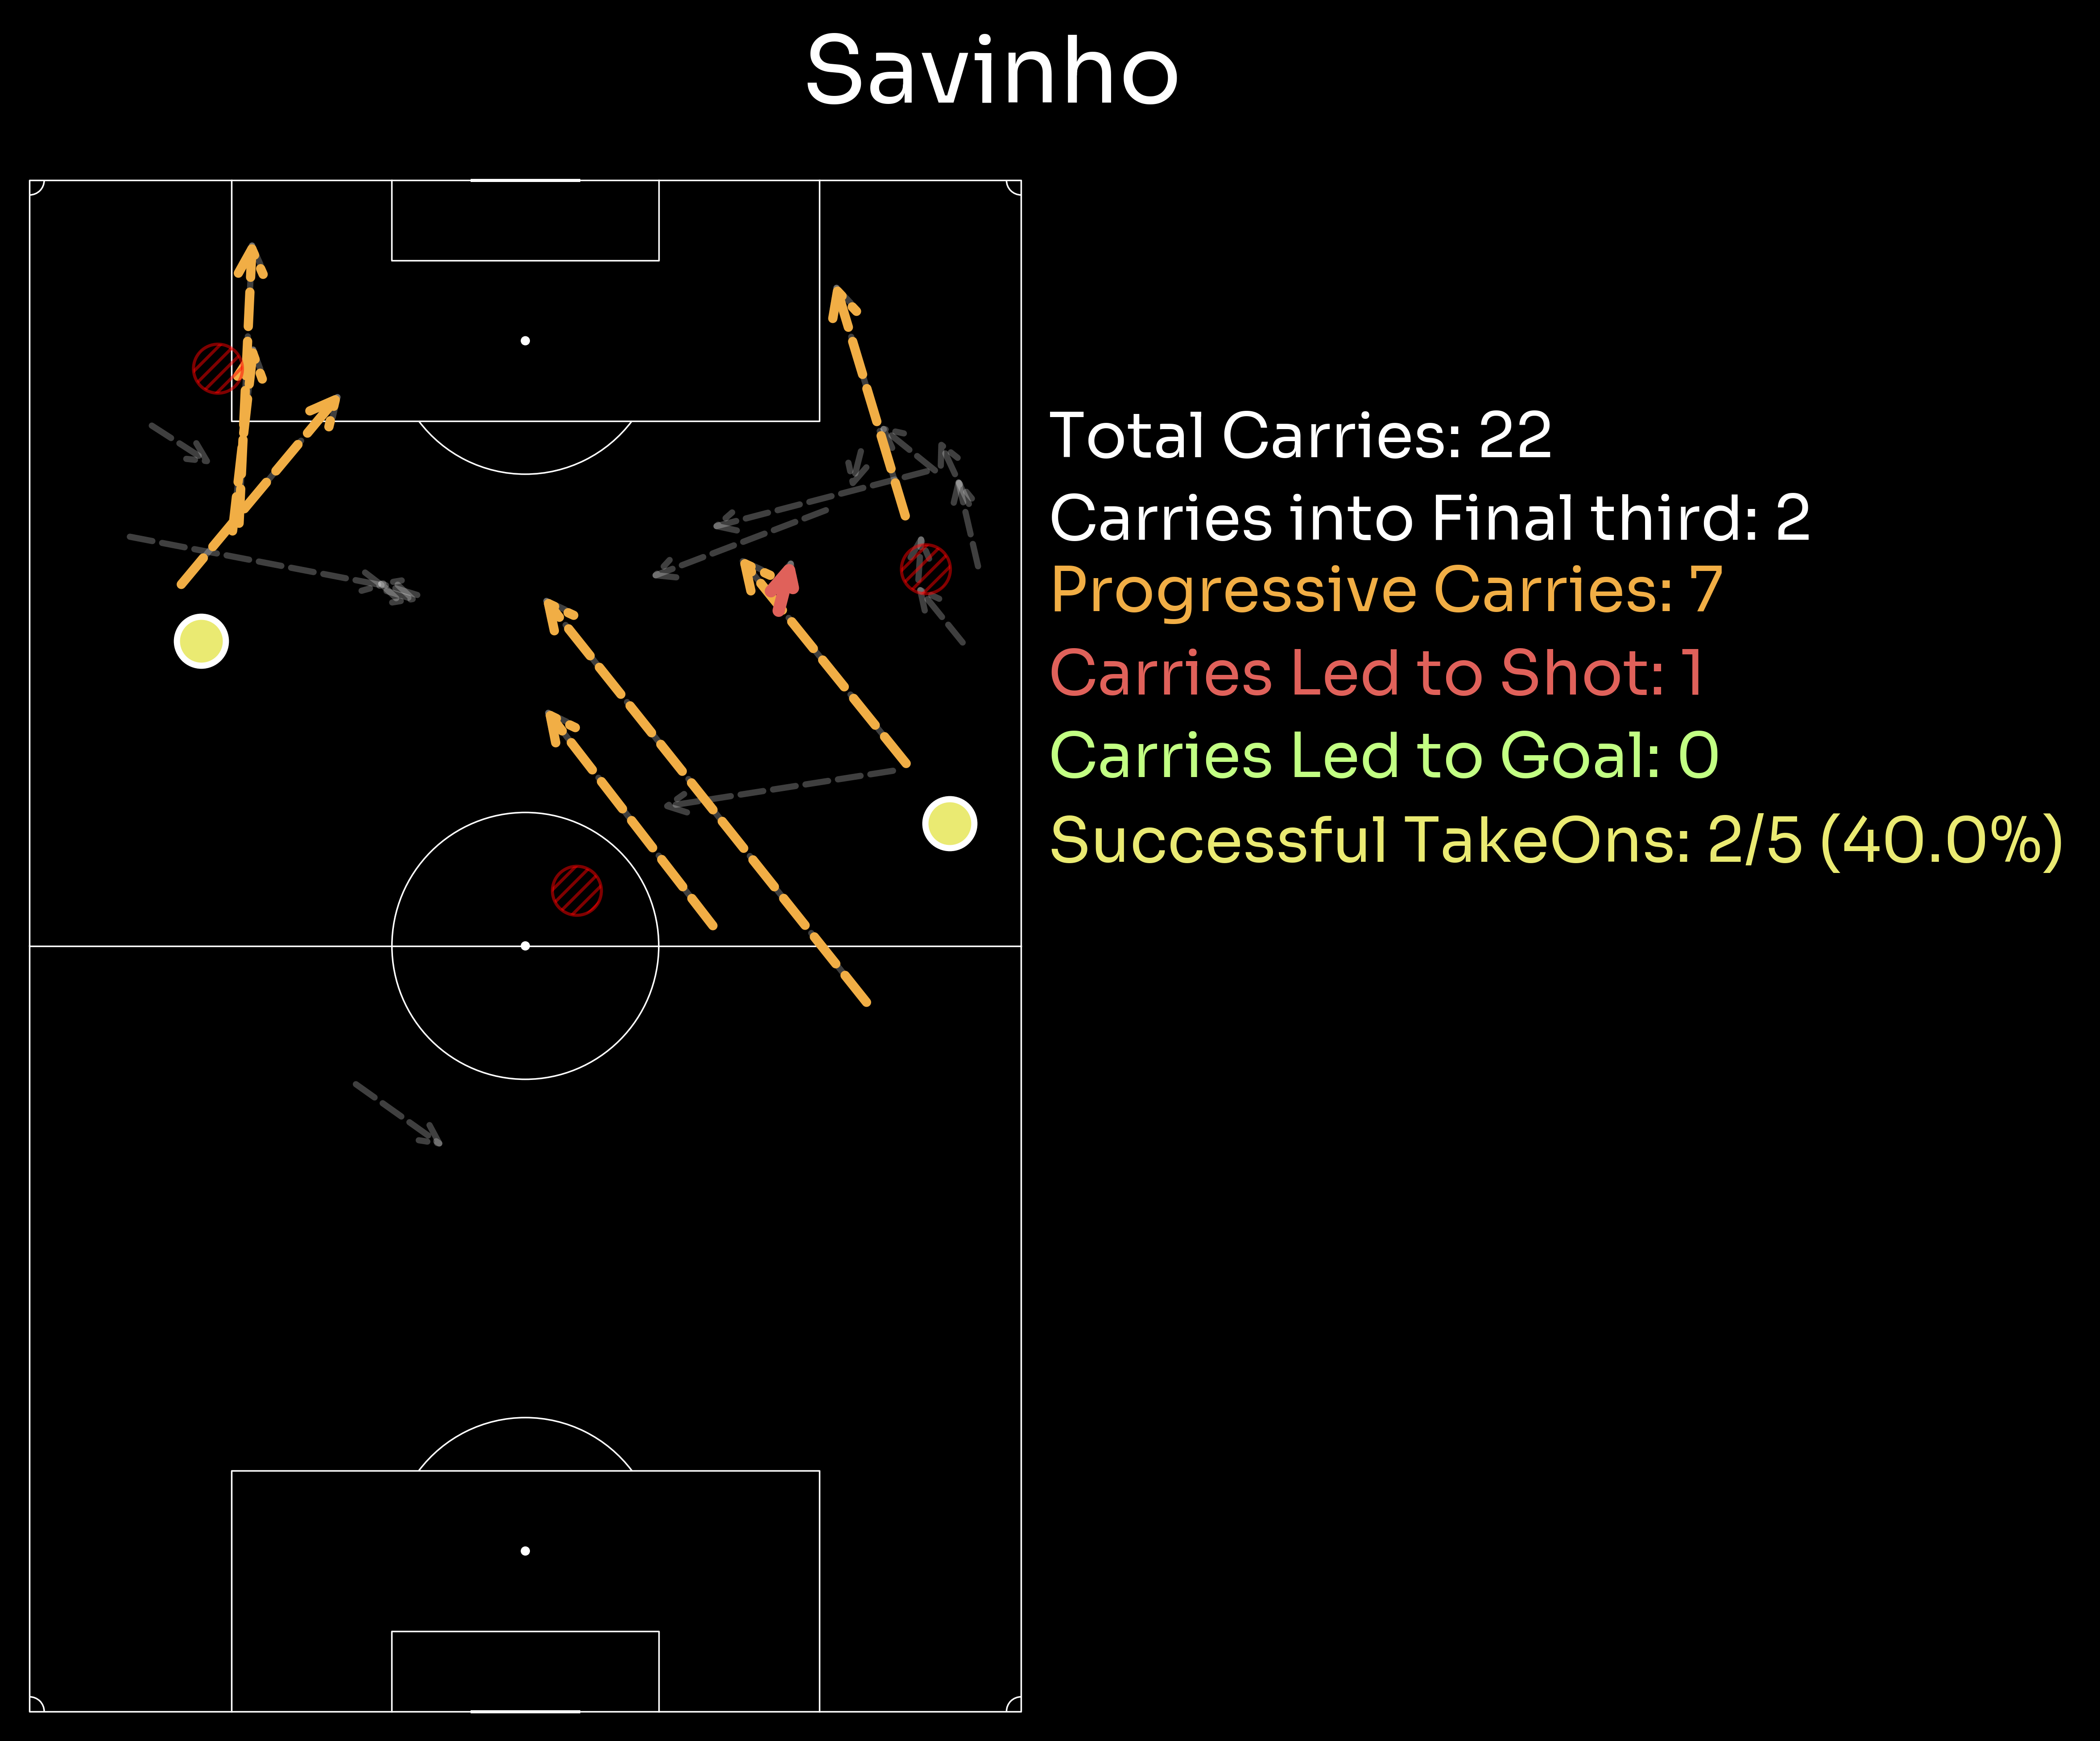 Savinho
Total Carries: 22
Carries into Final third: 2
Progressive Carries: 7
Carries Led to Shot: 1
Carries Led to Goal: 0
Successful TakeOns: 2/5 (40.0%)